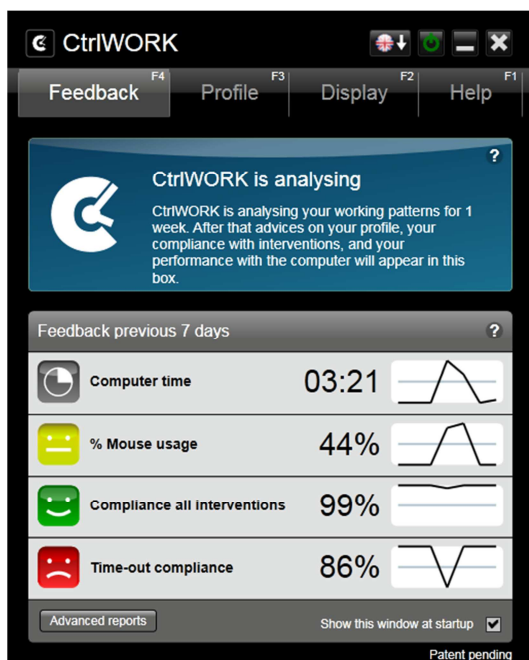 CtrlWORK
F4 F3 F2 F1
Feedback Profile Display Help
?
CtrlWORK is analysing
CtrlWORK is analysing your working patterns for 1
week. After that advices on your profile, your
compliance with interventions, and your
performance with the computer will appear in this
box.
Feedback previous 7 days ?
Computer time 03:21
% Mouse usage 44%
Compliance all interventions 99%
Time-out compliance 86%
Advanced reports Show this window at startup
Patent pending